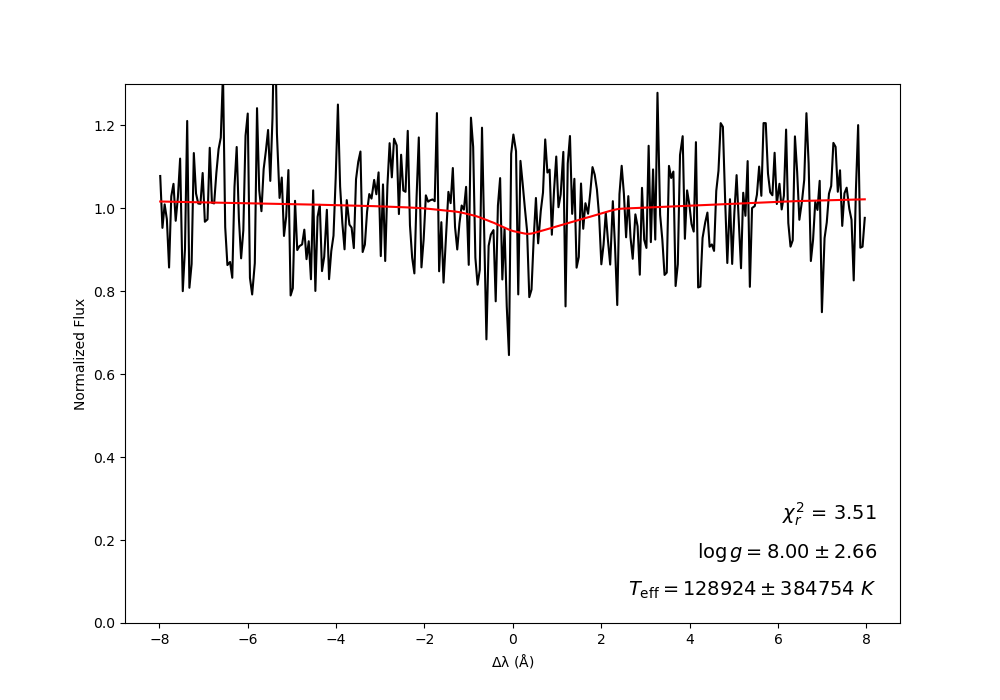 Normalized Flux
1.2
1.0
0.8
0.6
0.4
0.2
0.0
χ²ᵣ = 3.51
log g = 8.00 ± 2.66
T_eff = 128924 ± 384754 K
−8 −6 −4 −2 0 2 4 6 8
Δλ (Å)